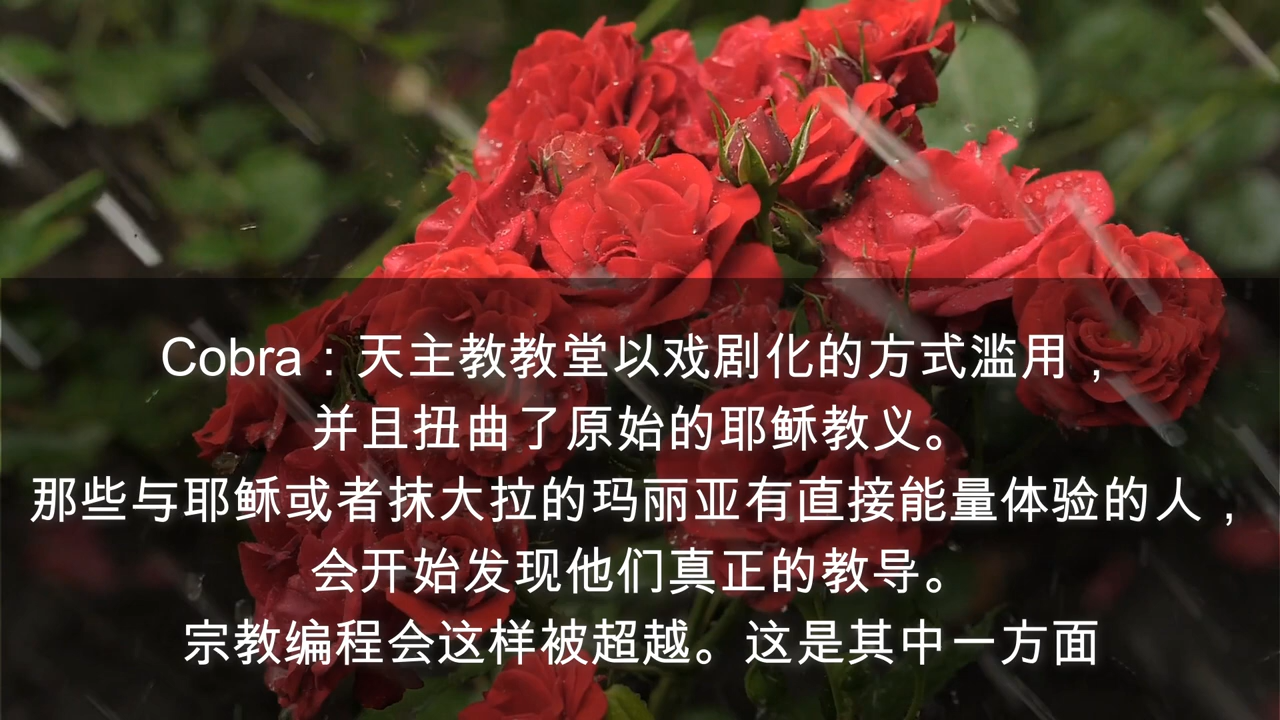 Cobra：天主教教堂以戏剧化的方式滥用，
并且扭曲了原始的耶稣教义。
那些与耶稣或者抹大拉的玛丽亚有直接能量体验的人，
会开始发现他们真正的教导。
宗教编程会这样被超越。这是其中一方面